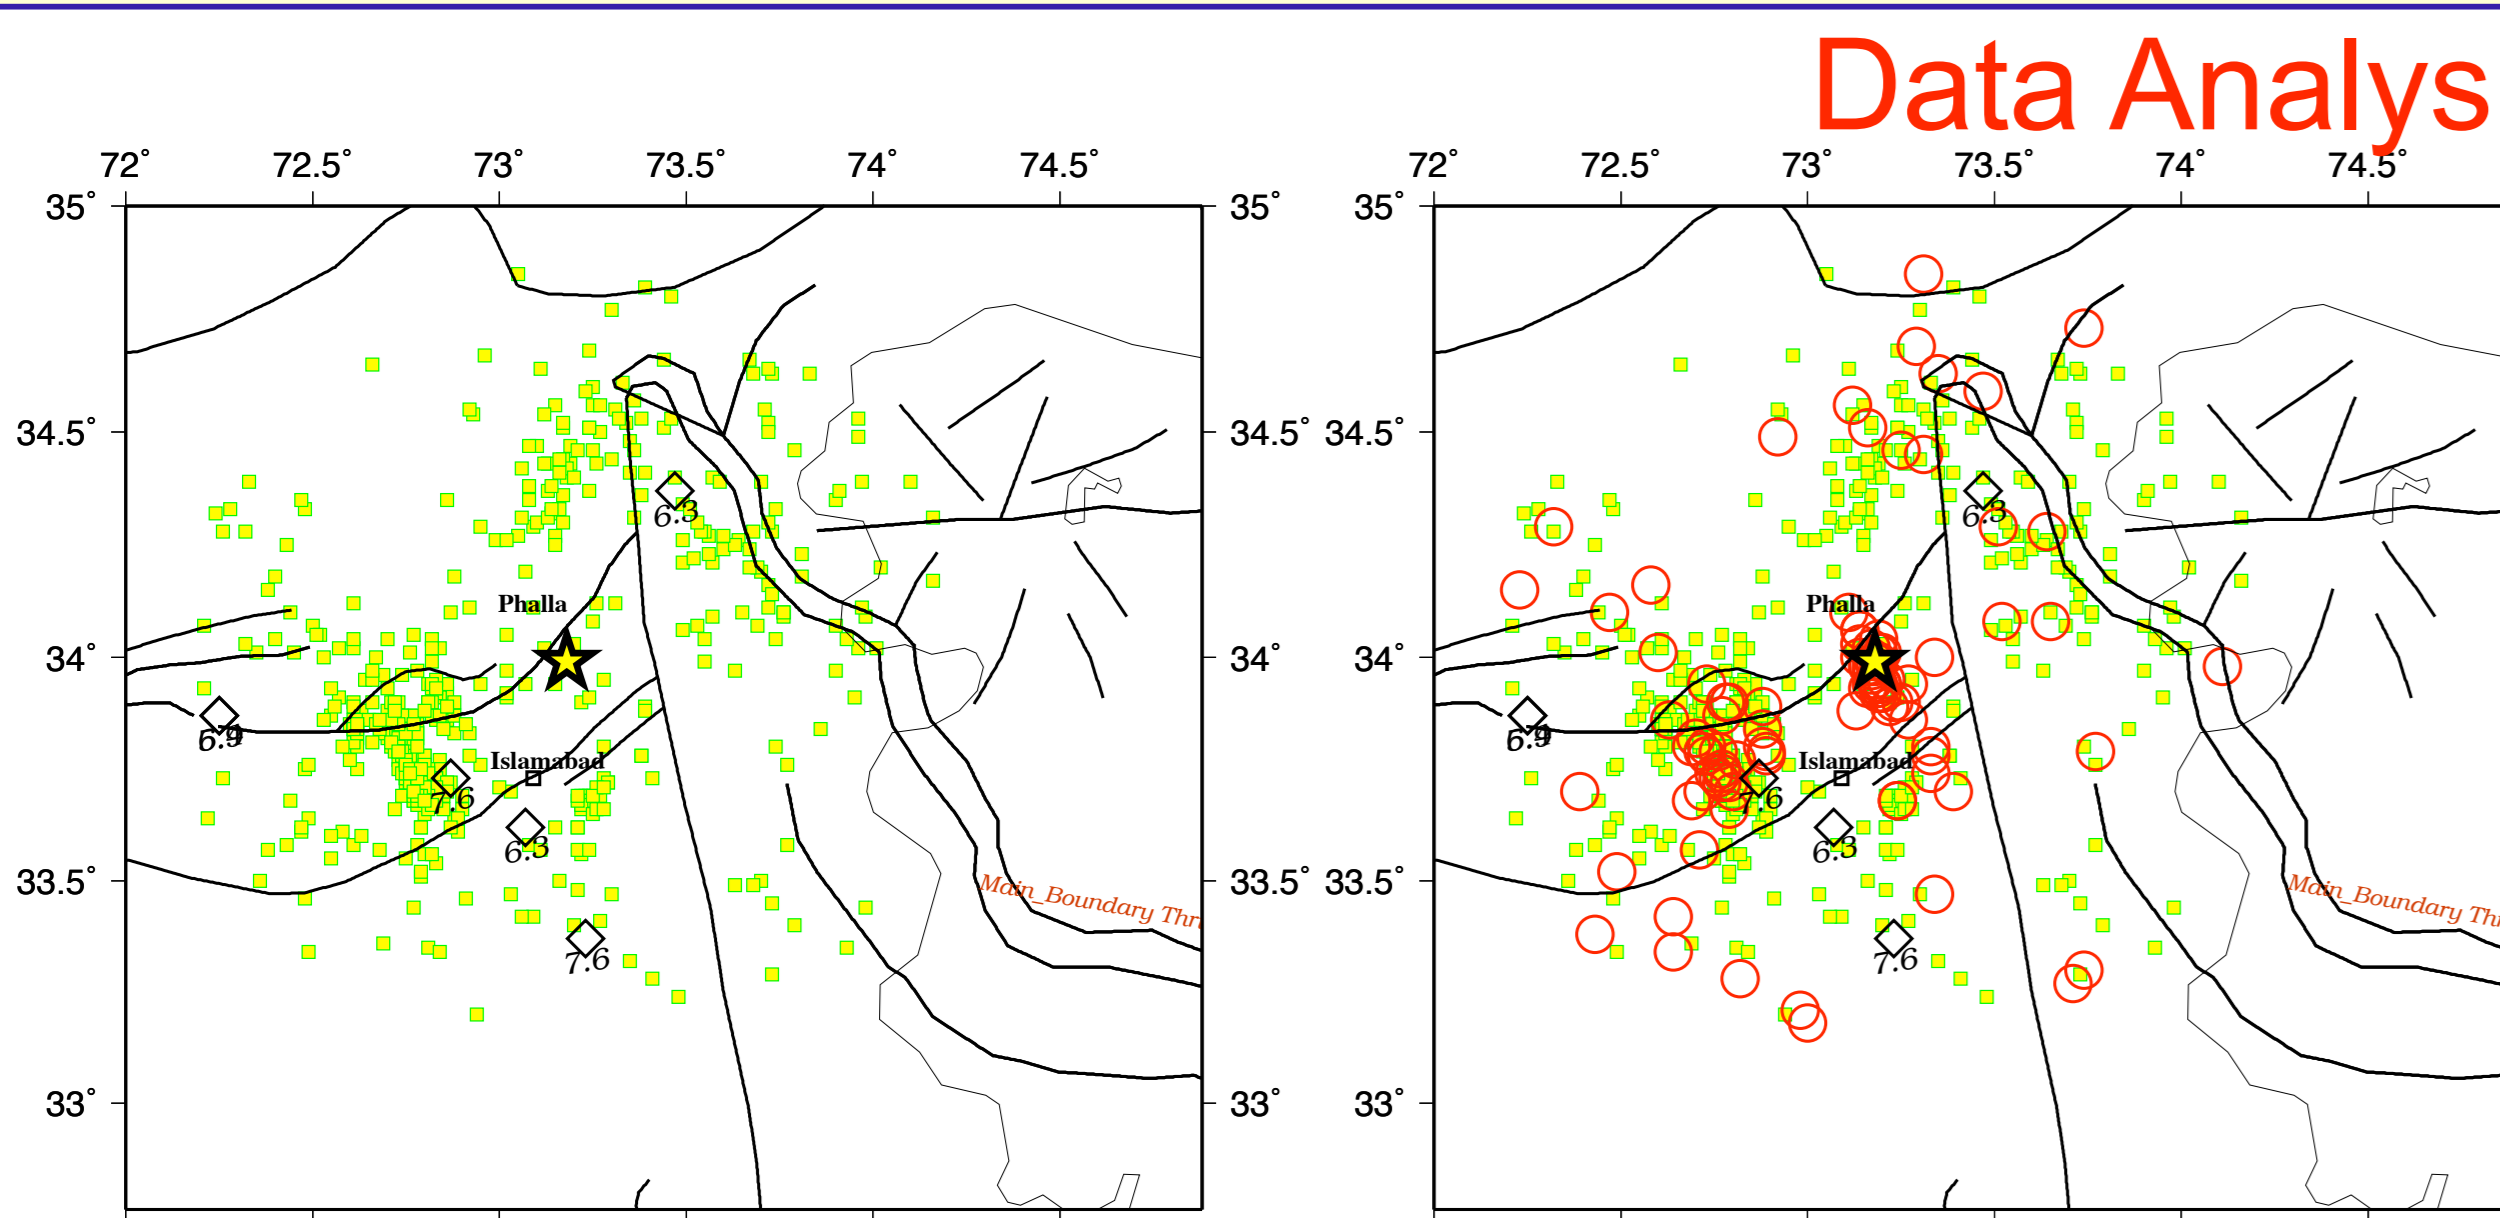 Data Analys
72° 72.5° 73° 73.5° 74° 74.5° 72° 72.5° 73° 73.5° 74° 74.5°
35° 35° 35°
34.5° 34.5° 34.5°
6.3 6.3
Phalla Phalla
34° 34° 34°
Islamabad Islamabad
7.6 7.6
6.3 6.3
33.5° 33.5° 33.5°
Main_Boundary Thr Main_Boundary Thr
7.6 7.6
33° 33° 33°